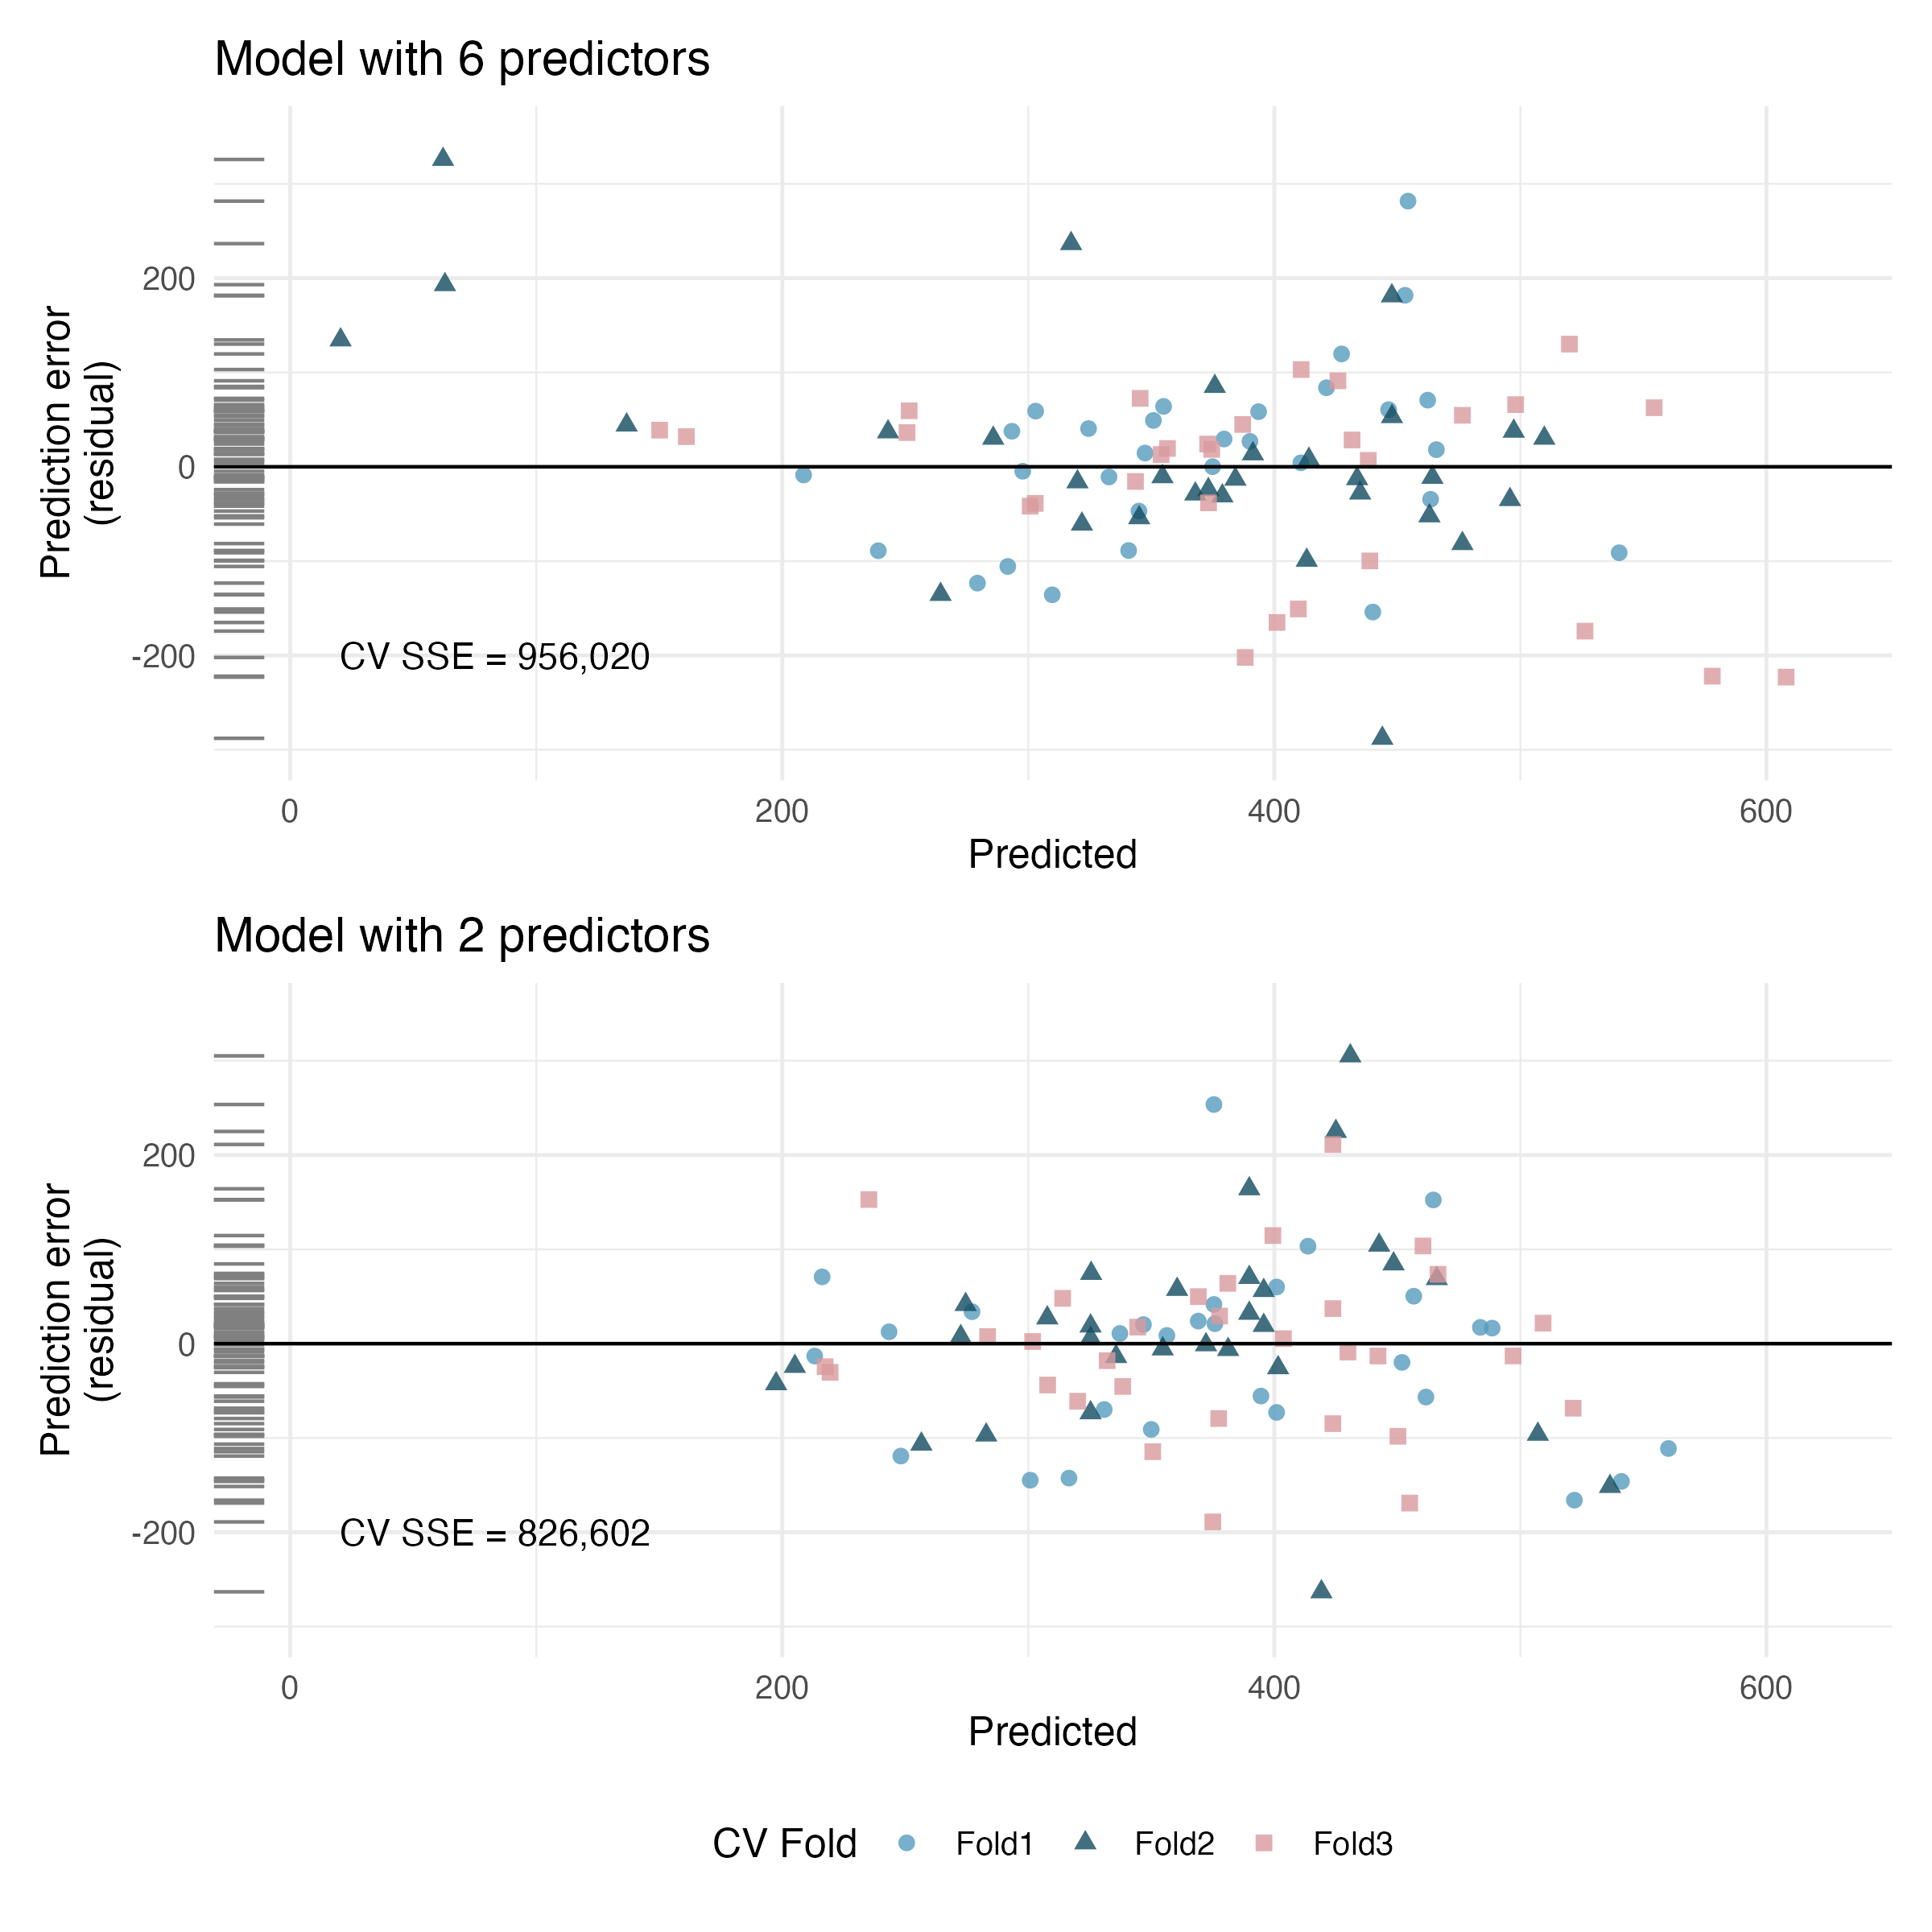 Model with 6 predictors
Prediction error
(residual)
200
0
-200
CV SSE = 956,020
0 200 400 600
Predicted
Model with 2 predictors
Prediction error
(residual)
200
0
-200
CV SSE = 826,602
0 200 400 600
Predicted
CV Fold Fold1 Fold2 Fold3